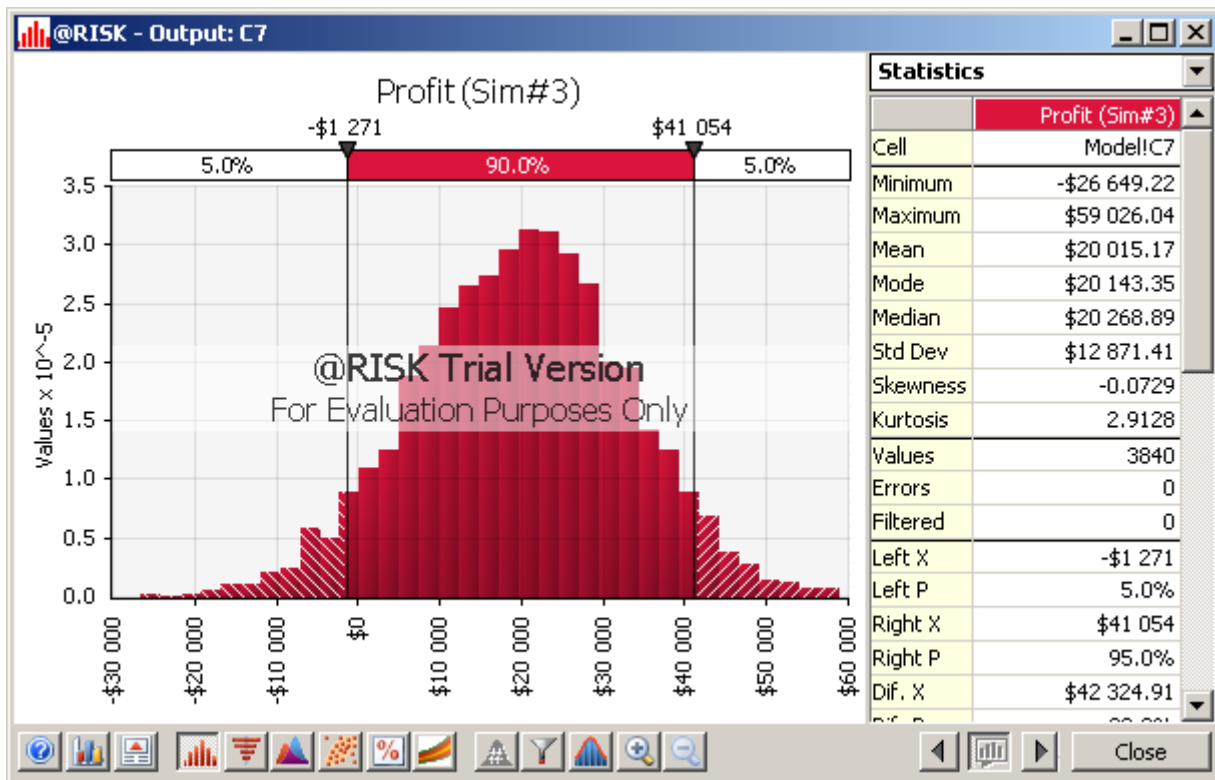 @RISK - Output: C7
Profit (Sim#3)
-$1 271
$41 054
5.0%
90.0%
5.0%
3.5
3.0
2.5
2.0
1.5
1.0
0.5
0.0
Values x 10^-5
@RISK Trial Version
For Evaluation Purposes Only
-$30 000
-$20 000
-$10 000
$0
$10 000
$20 000
$30 000
$40 000
$50 000
$60 000
Statistics
Profit (Sim#3)
Cell Model!C7
Minimum -$26 649.22
Maximum $59 026.04
Mean $20 015.17
Mode $20 143.35
Median $20 268.89
Std Dev $12 871.41
Skewness -0.0729
Kurtosis 2.9128
Values 3840
Errors 0
Filtered 0
Left X -$1 271
Left P 5.0%
Right X $41 054
Right P 95.0%
Dif. X $42 324.91
Close